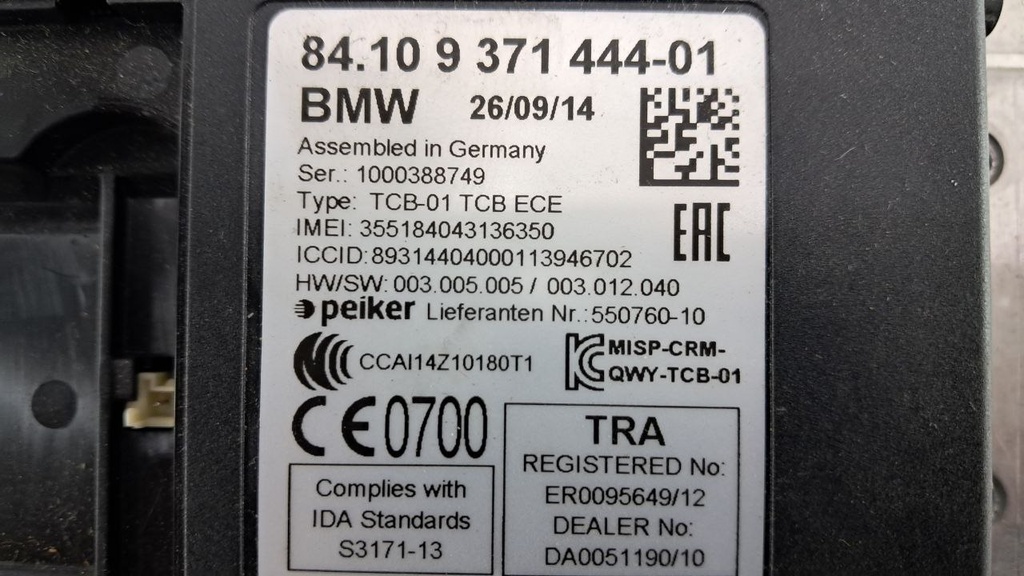 84.10 9 371 444-01
BMW 26/09/14
Assembled in Germany
Ser.: 1000388749
Type: TCB-01 TCB ECE
IMEI: 355184043136350
ICCID:89314404000113946702
HW/SW: 003.005.005 / 003.012.040
peiker Lieferanten Nr.:550760-10
EAC
CCAI14Z10180T1
MISP-CRM-
QWY-TCB-01
CE0700
Complies with
IDA Standards
S3171-13
TRA
REGISTERED No:
ER0095649/12
DEALER No:
DA0051190/10